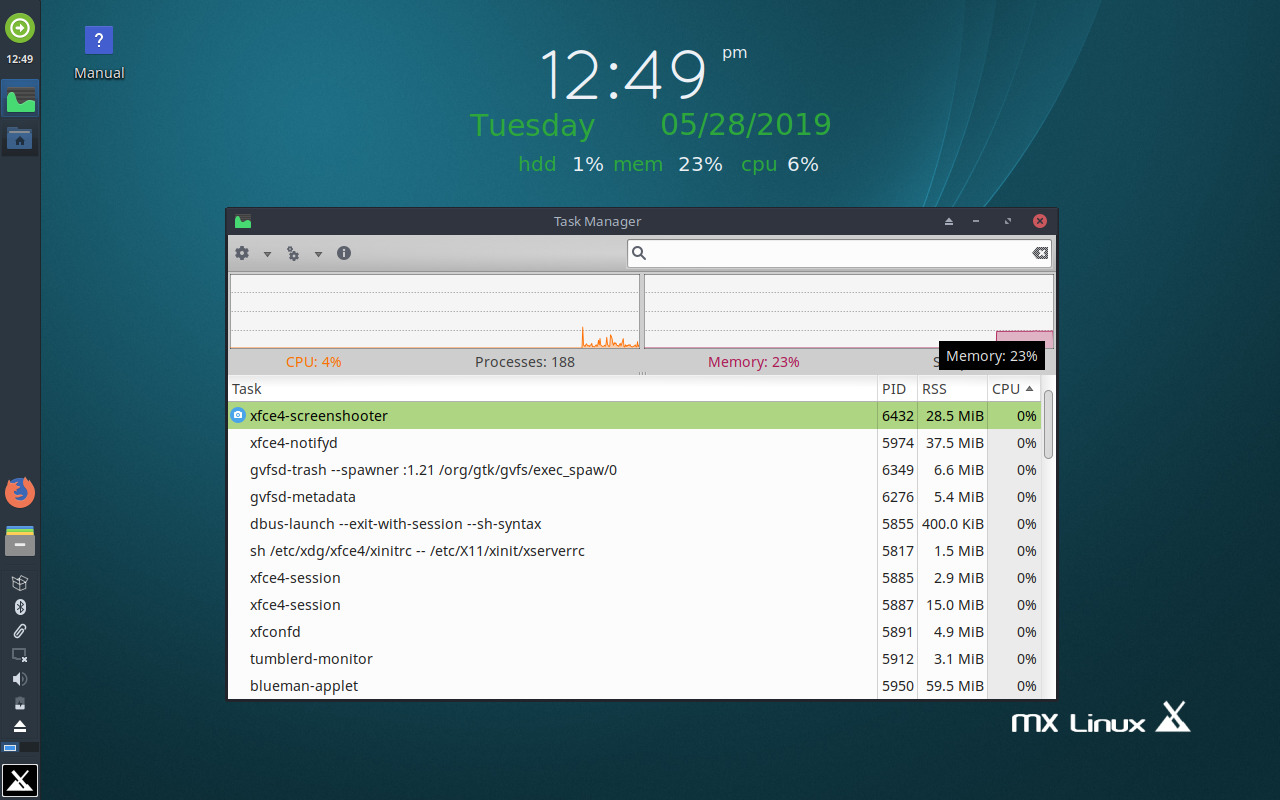 12:49
?
Manual
12:49 pm
Tuesday 05/28/2019
hdd 1% mem 23% cpu 6%
Task Manager
CPU: 4% Processes: 188 Memory: 23%
Memory: 23%
Task PID RSS CPU
xfce4-screenshooter 6432 28.5 MiB 0%
xfce4-notifyd 5974 37.5 MiB 0%
gvfsd-trash --spawner :1.21 /org/gtk/gvfs/exec_spaw/0 6349 6.6 MiB 0%
gvfsd-metadata 6276 5.4 MiB 0%
dbus-launch --exit-with-session --sh-syntax 5855 400.0 KiB 0%
sh /etc/xdg/xfce4/xinitrc -- /etc/X11/xinit/xserverrc 5817 1.5 MiB 0%
xfce4-session 5885 2.9 MiB 0%
xfce4-session 5887 15.0 MiB 0%
xfconfd 5891 4.9 MiB 0%
tumblerd-monitor 5912 3.1 MiB 0%
blueman-applet 5950 59.5 MiB 0%
MX Linux